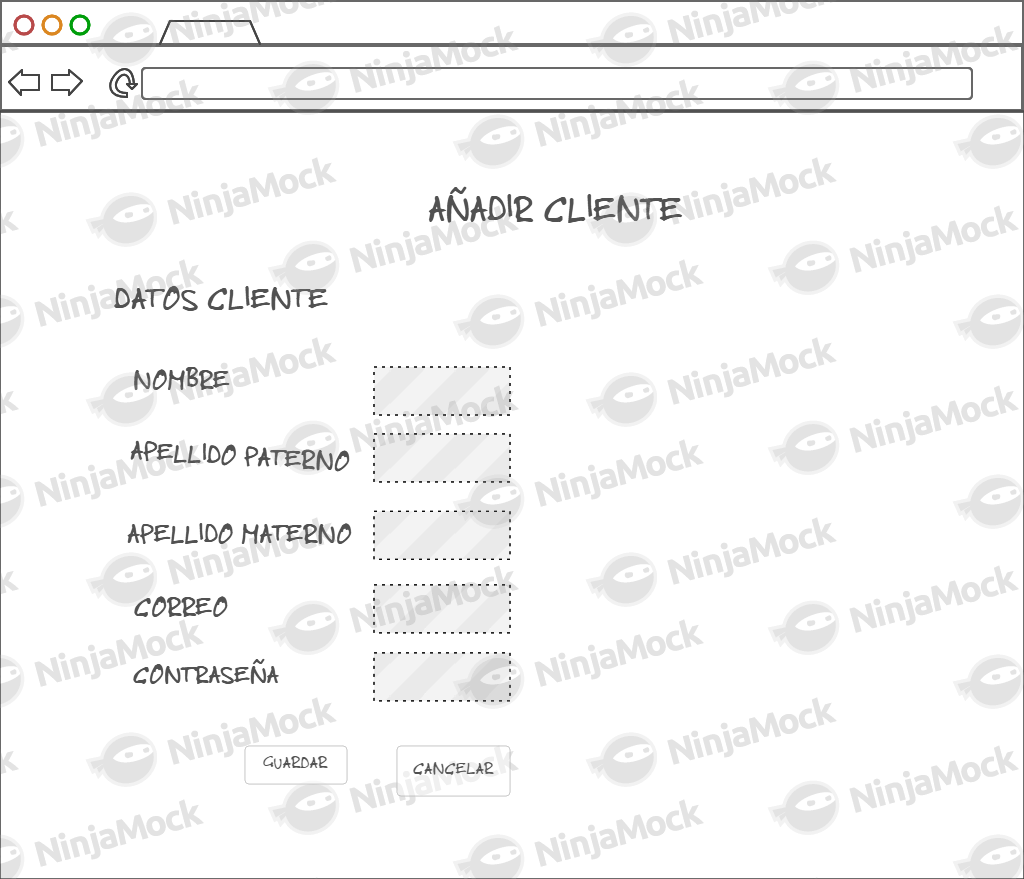 AÑADIR CLIENTE
DATOS CLIENTE
NOMBRE
APELLIDO PATERNO
APELLIDO MATERNO
CORREO
CONTRASEÑA
GUARDAR
CANCELAR
NinjaMock